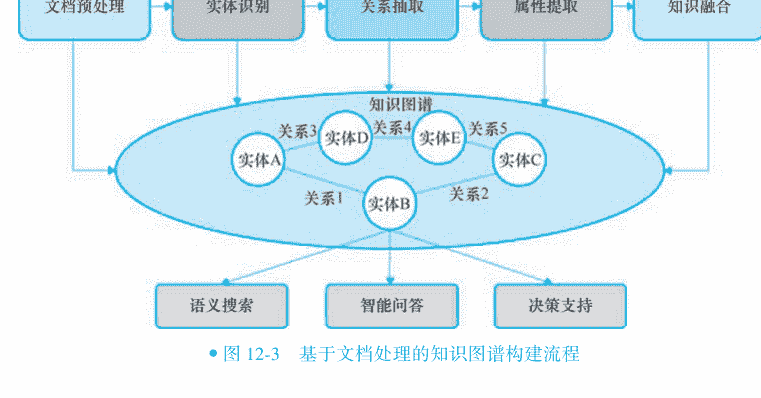 文档预处理 实体识别 关系抽取 属性提取 知识融合
知识图谱
关系3 实体D 关系4 实体E 关系5
实体A 实体C
关系1 实体B 关系2
语义搜索 智能问答 决策支持
●图 12-3 基于文档处理的知识图谱构建流程